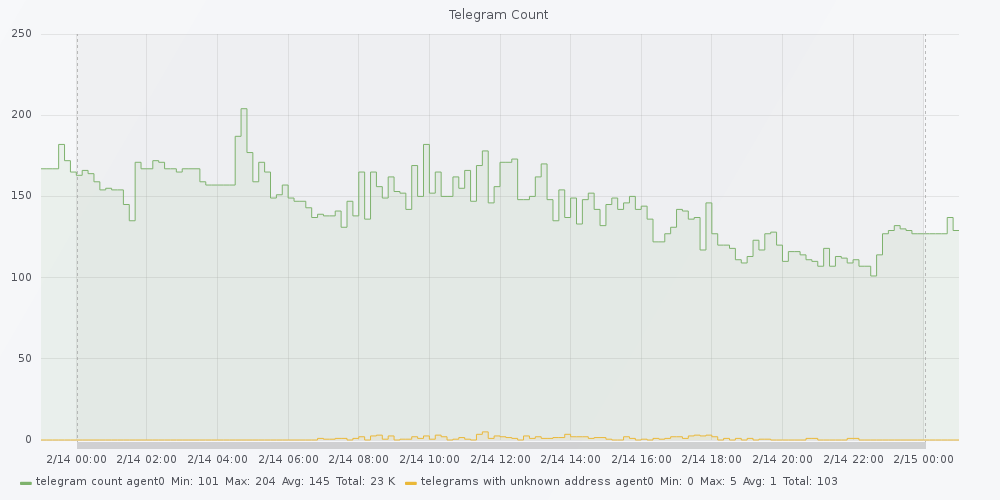 Telegram Count
250
200
150
100
50
0
2/14 00:00 2/14 02:00 2/14 04:00 2/14 06:00 2/14 08:00 2/14 10:00 2/14 12:00 2/14 14:00 2/14 16:00 2/14 18:00 2/14 20:00 2/14 22:00 2/15 00:00
telegram count agent0 Min: 101 Max: 204 Avg: 145 Total: 23 K telegrams with unknown address agent0 Min: 0 Max: 5 Avg: 1 Total: 103